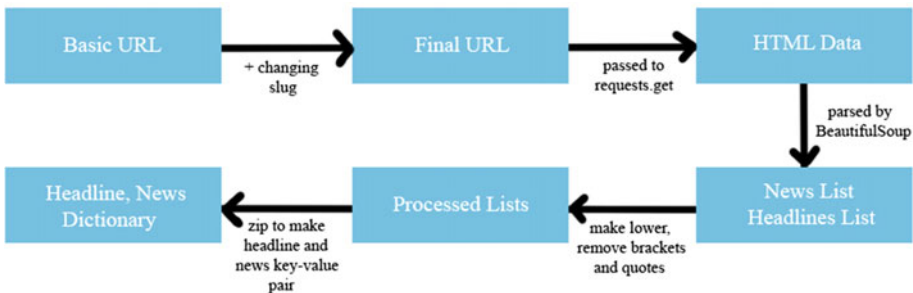 Basic URL
+ changing
slug
Final URL
passed to
requests.get
HTML Data
parsed by
BeautifulSoup
News List
Headlines List
make lower,
remove brackets
and quotes
Processed Lists
zip to make
headline and
news key-value
pair
Headline, News
Dictionary